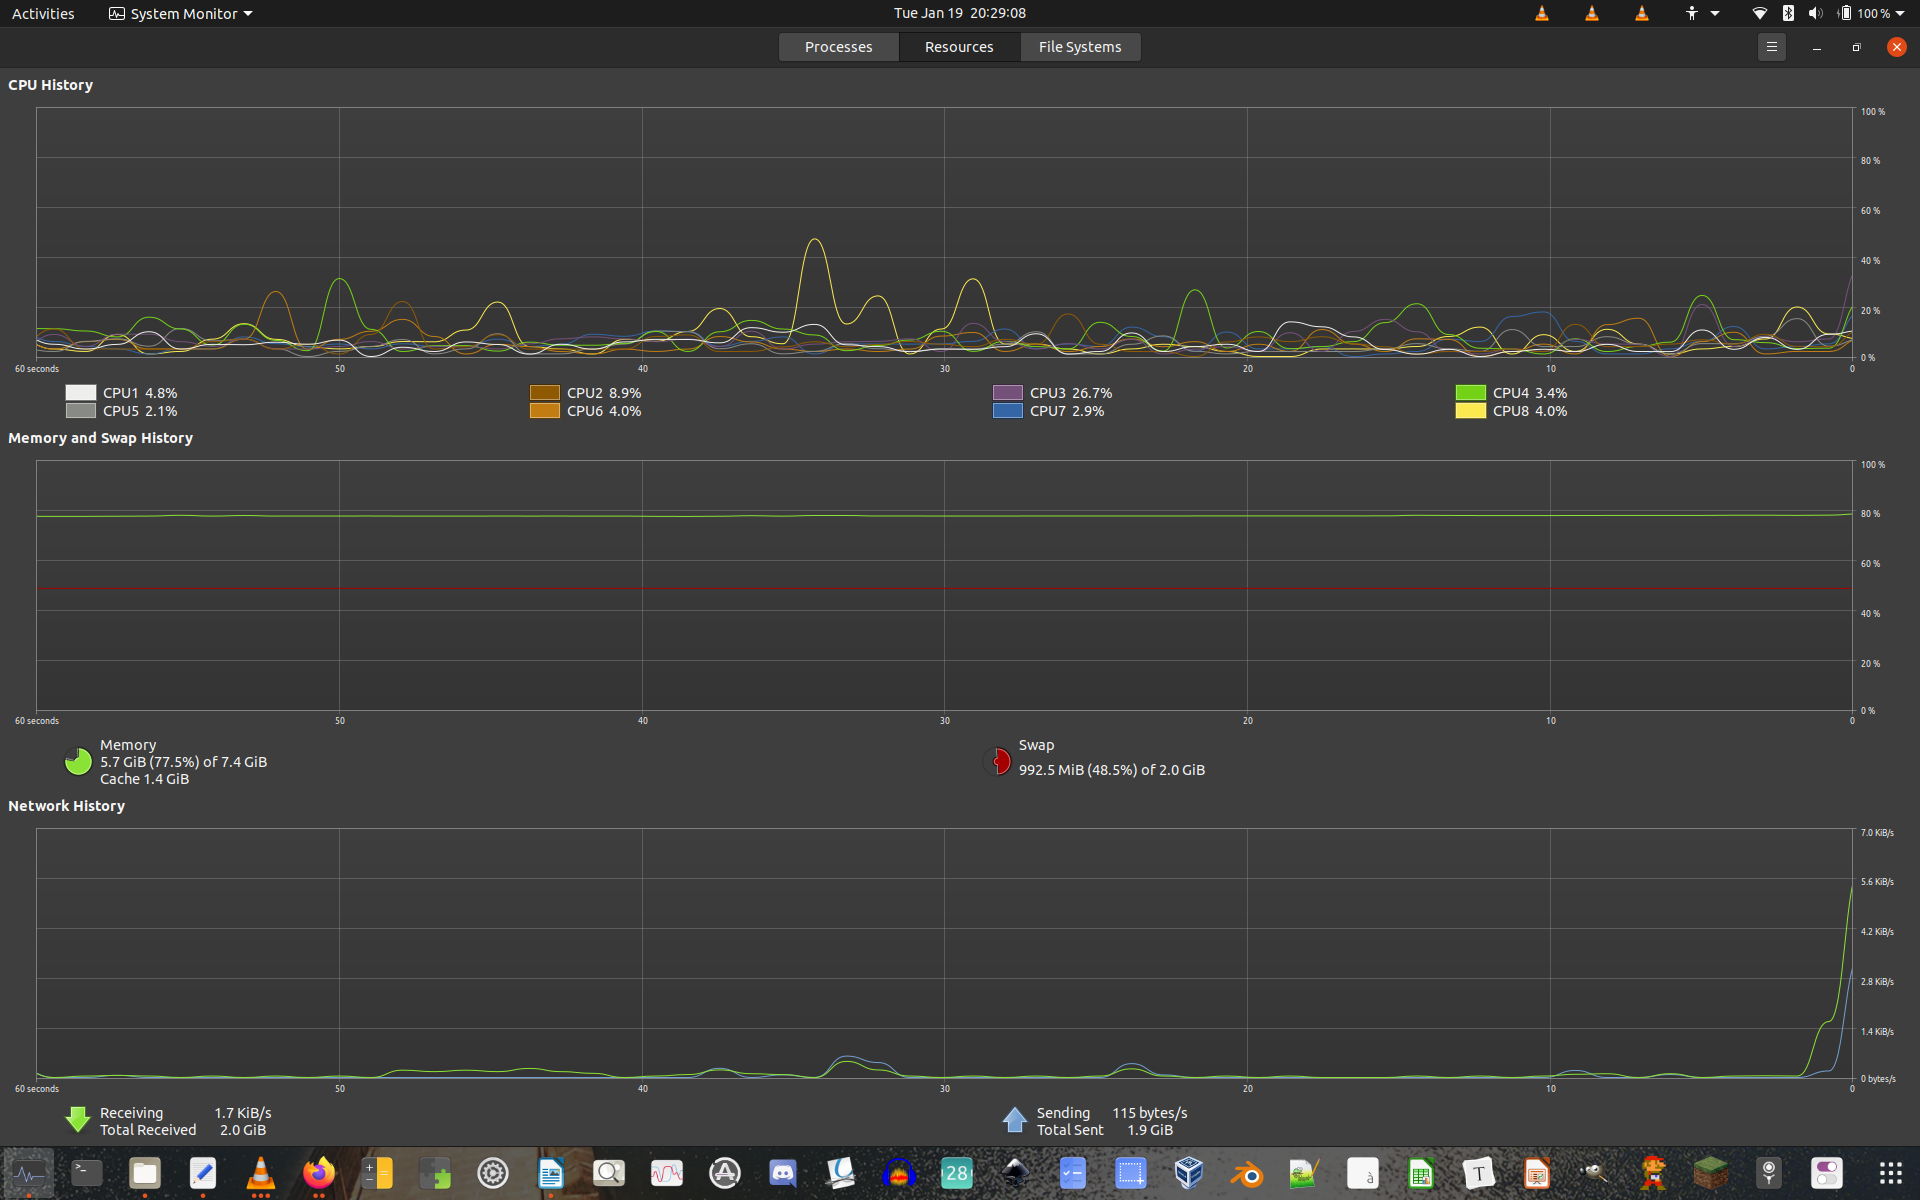 Activities System Monitor Tue Jan 19 20:29:08 100 %
Processes Resources File Systems
CPU History
100 %
80 %
60 %
40 %
20 %
0 %
60 seconds 50 40 30 20 10 0
CPU1 4.8% CPU2 8.9% CPU3 26.7% CPU4 3.4%
CPU5 2.1% CPU6 4.0% CPU7 2.9% CPU8 4.0%
Memory and Swap History
100 %
80 %
60 %
40 %
20 %
0 %
60 seconds 50 40 30 20 10 0
Memory
5.7 GiB (77.5%) of 7.4 GiB
Cache 1.4 GiB
Swap
992.5 MiB (48.5%) of 2.0 GiB
Network History
7.0 KiB/s
5.6 KiB/s
4.2 KiB/s
2.8 KiB/s
1.4 KiB/s
0 bytes/s
60 seconds 50 40 30 20 10 0
Receiving 1.7 KiB/s
Total Received 2.0 GiB
Sending 115 bytes/s
Total Sent 1.9 GiB
28